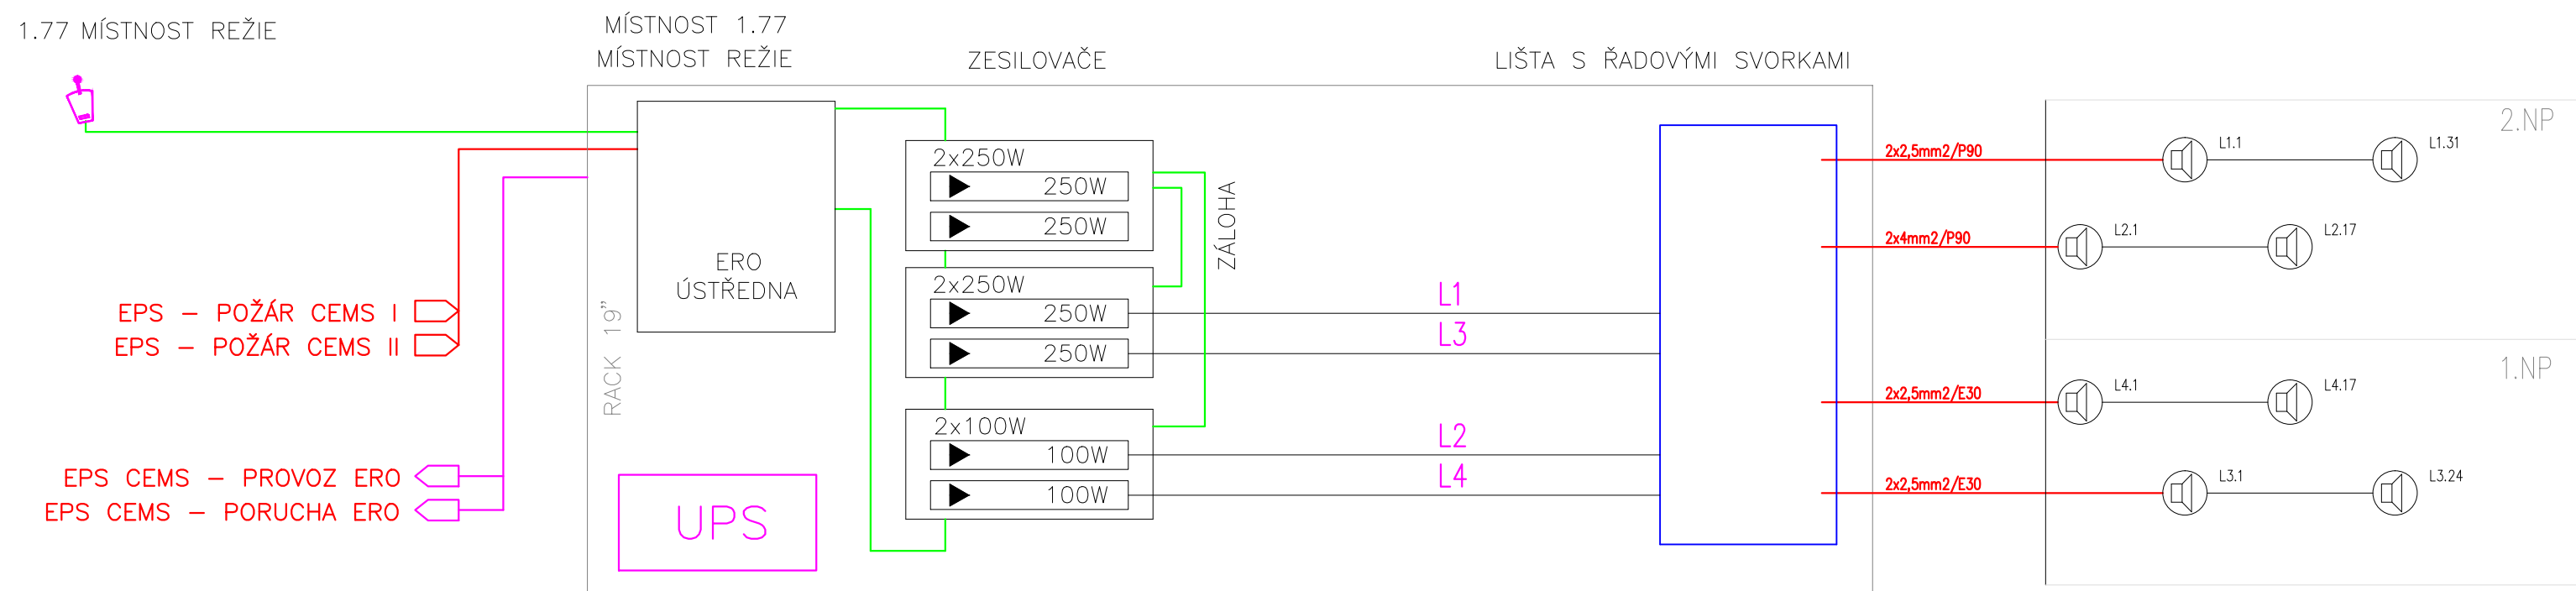 1.77 MÍSTNOST REŽIE
MÍSTNOST 1.77
MÍSTNOST REŽIE
ZESILOVAČE
LIŠTA S ŘADOVÝMI SVORKAMI
EPS – POŽÁR CEMS I
EPS – POŽÁR CEMS II
EPS CEMS – PROVOZ ERO
EPS CEMS – PORUCHA ERO
RACK 19"
ERO
ÚSTŘEDNA
UPS
2x250W
250W
250W
2x250W
250W
250W
2x100W
100W
100W
ZÁLOHA
L1
L3
L2
L4
2x2,5mm2/P90
2x4mm2/P90
2x2,5mm2/E30
2x2,5mm2/E30
2.NP
L1.1
L1.31
L2.1
L2.17
1.NP
L4.1
L4.17
L3.1
L3.24